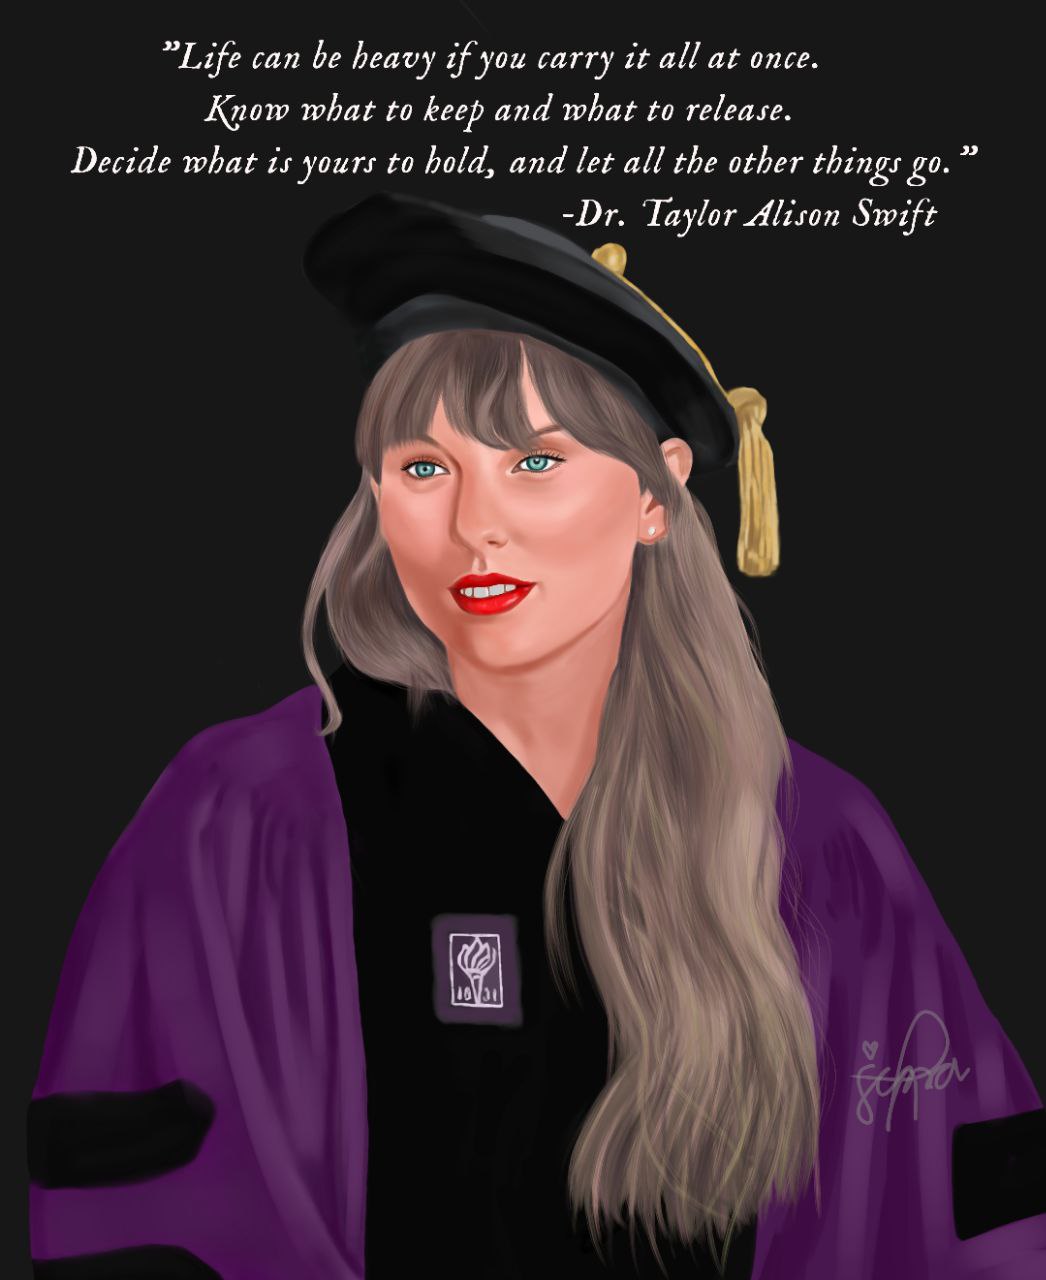 ”Life can be heavy if you carry it all at once.
Know what to keep and what to release.
Decide what is yours to hold, and let all the other things go.”
-Dr. Taylor Alison Swift